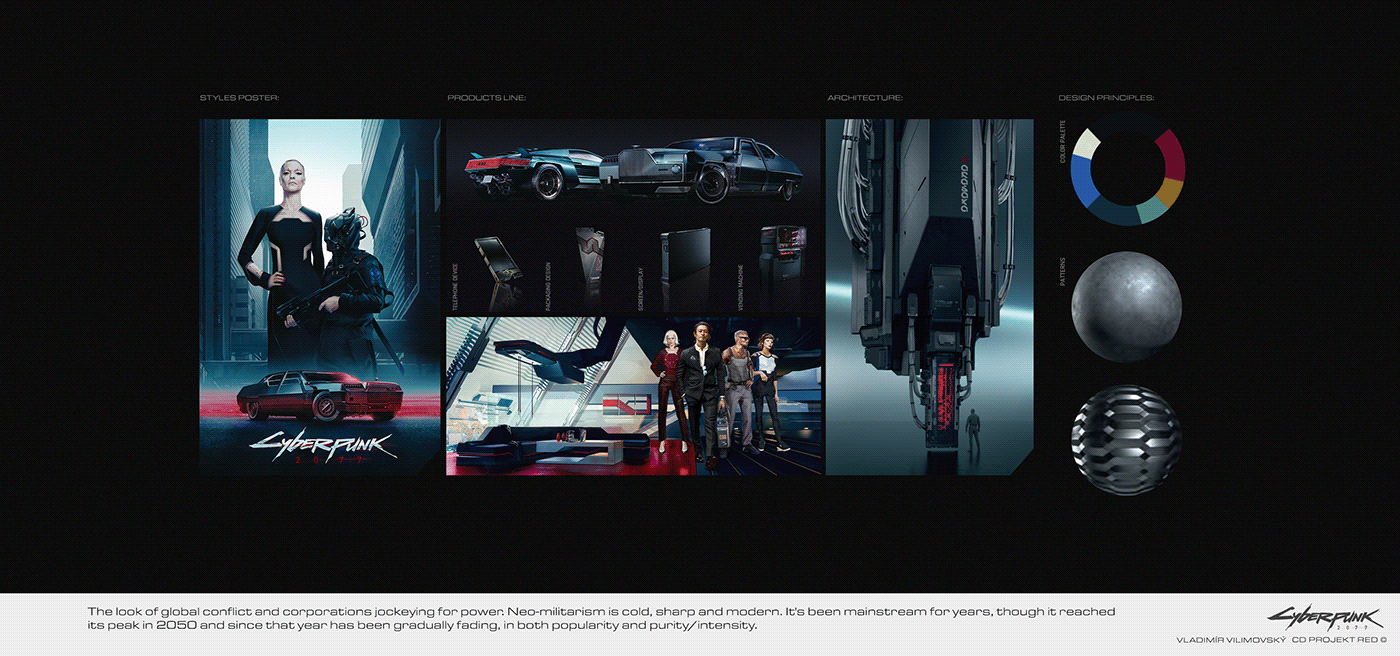 STYLES POSTER:
PRODUCTS LINE:
ARCHITECTURE:
DESIGN PRINCIPLES:
COLOR PALETTE
PATTERNS
TELEPHONE DEVICE
PACKAGING DESIGN
SCREEN/DISPLAY
VENDING MACHINE
CYBERPUNK
2077
The look of global conflict and corporations jockeying for power. Neo-militarism is cold, sharp and modern. It's been mainstream for years, though it reached
its peak in 2050 and since that year has been gradually fading, in both popularity and purity/intensity.
CYBERPUNK
2077
VLADIMÍR VILIMOVSKÝ CD PROJEKT RED ©